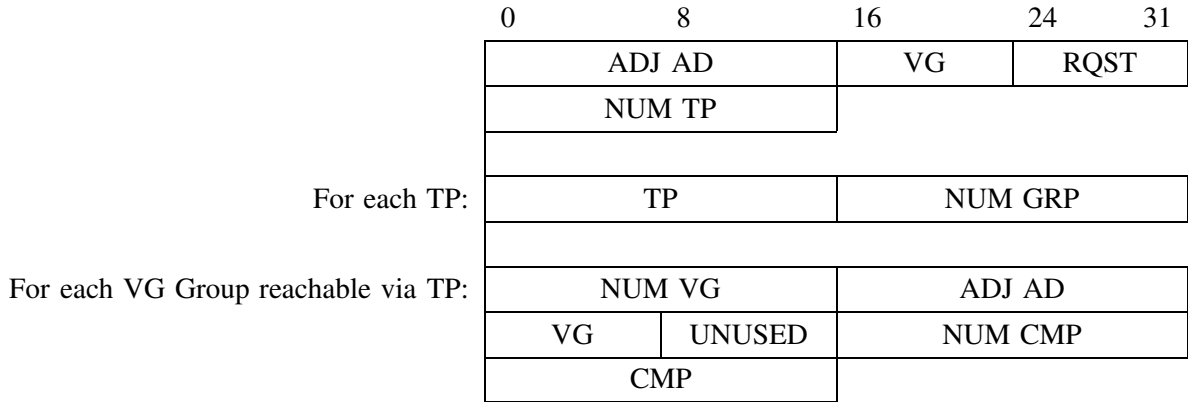 0 8 16 24 31
ADJ AD VG RQST
NUM TP
For each TP: TP NUM GRP
For each VG Group reachable via TP: NUM VG ADJ AD
VG UNUSED NUM CMP
CMP